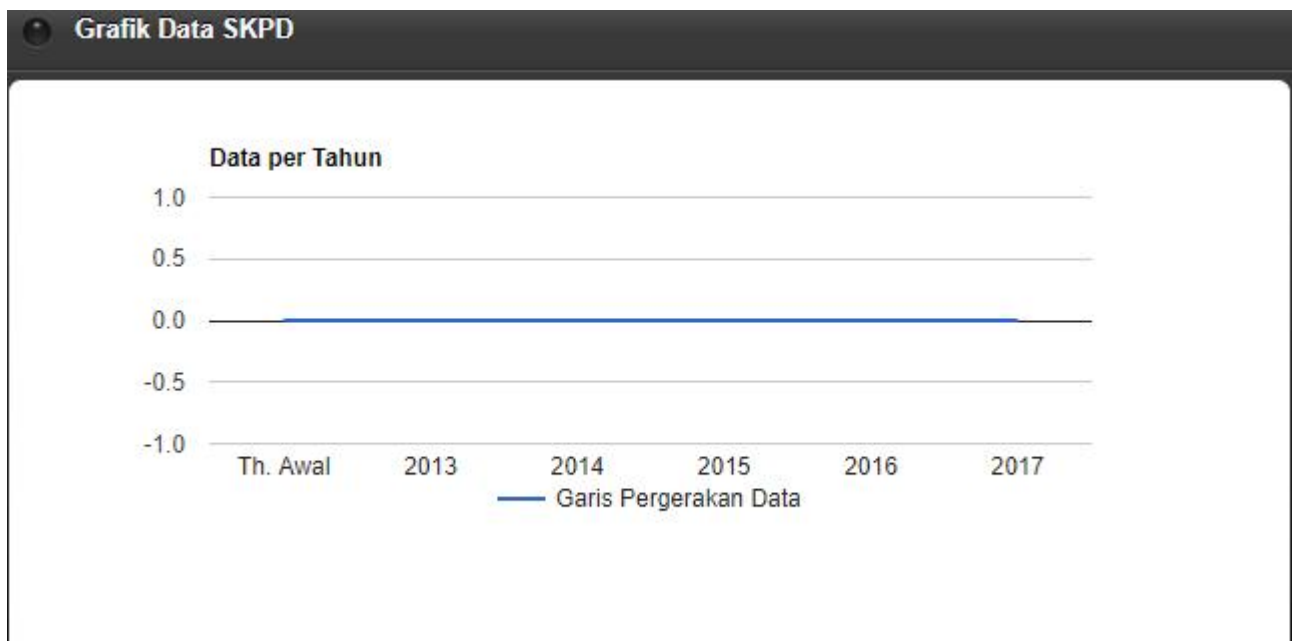 Grafik Data SKPD
Data per Tahun
1.0
0.5
0.0
-0.5
-1.0
Th. Awal 2013 2014 2015 2016 2017
Garis Pergerakan Data